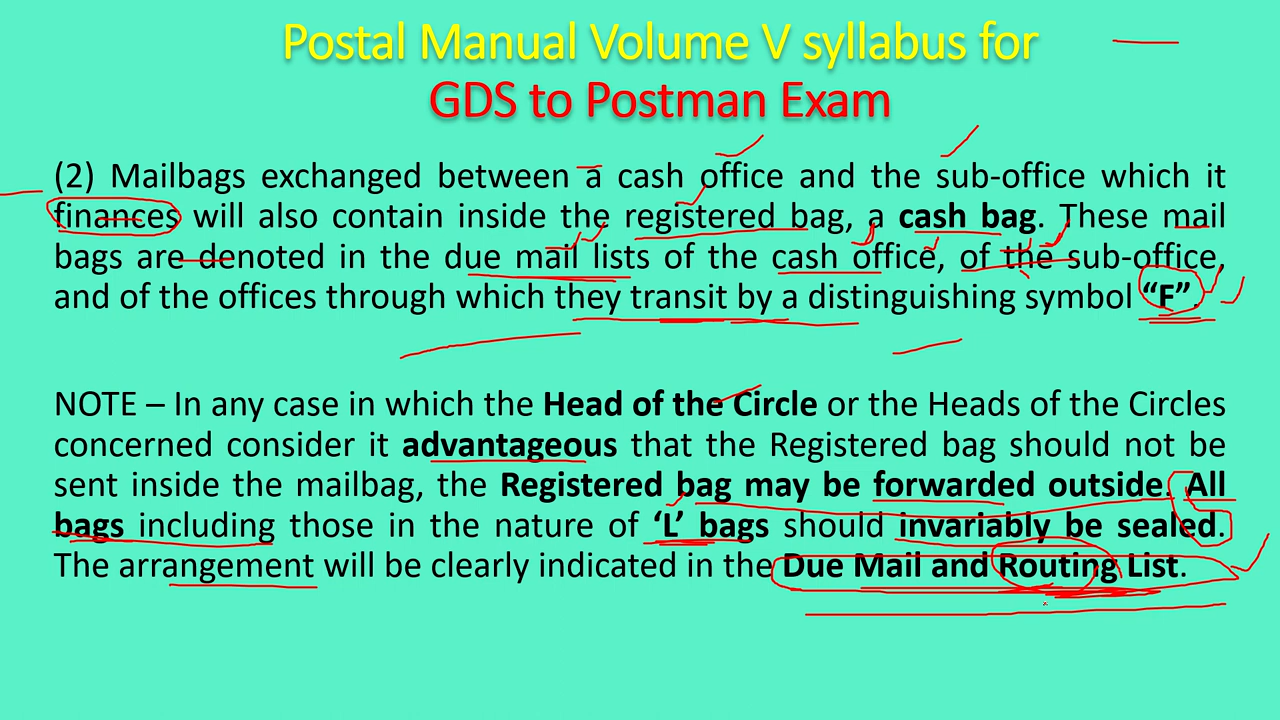 Postal Manual Volume V syllabus for
GDS to Postman Exam
(2) Mailbags exchanged between a cash office and the sub-office which it
finances will also contain inside the registered bag, a cash bag. These mail
bags are denoted in the due mail lists of the cash office, of the sub-office,
and of the offices through which they transit by a distinguishing symbol “F”.
NOTE – In any case in which the Head of the Circle or the Heads of the Circles
concerned consider it advantageous that the Registered bag should not be
sent inside the mailbag, the Registered bag may be forwarded outside. All
bags including those in the nature of ‘L’ bags should invariably be sealed.
The arrangement will be clearly indicated in the Due Mail and Routing List.